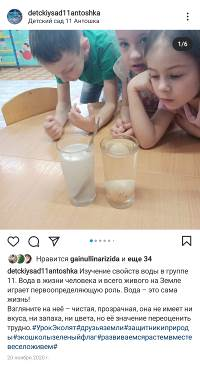 detckiysad11antoshka
Детский сад 11 Антошка
1/6
Нравится gainullinarizida и еще 34
detckiysad11antoshka Изучение свойств воды в группе
11. Вода в жизни человека и всего живого на Земле
играет первоопределяющую роль. Вода – это сама
жизнь!
Взгляните на неё – чистая, прозрачная, она не имеет ни
вкуса, ни запаха, ни цвета, но её значение переоценить
трудно. #УрокЭколят#друзьяземли#защитникиприрод
ы#экошколызеленыйфлаг#развиваемсярастемвместе
веселоживем#
20 ноября 2020 г.